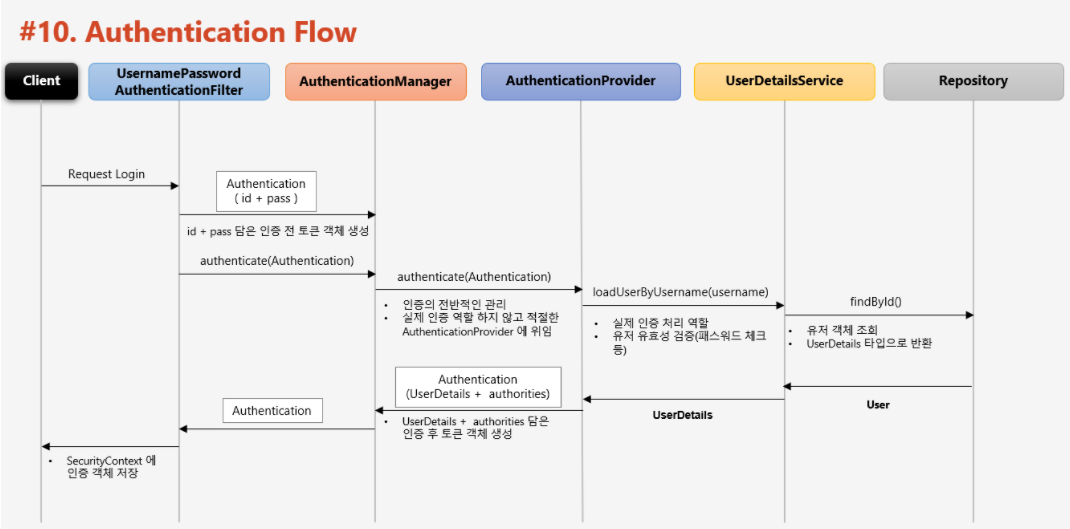 #10. Authentication Flow
Client
UsernamePassword
AuthenticationFilter
AuthenticationManager
AuthenticationProvider
UserDetailsService
Repository
Request Login
Authentication
( id + pass )
id + pass 담은 인증 전 토큰 객체 생성
authenticate(Authentication)
authenticate(Authentication)
• 인증의 전반적인 관리
• 실제 인증 역할 하지 않고 적절한
AuthenticationProvider 에 위임
loadUserByUsername(username)
• 실제 인증 처리 역할
• 유저 유효성 검증(패스워드 체크
등)
findById()
• 유저 객체 조회
• UserDetails 타입으로 반환
User
UserDetails
Authentication
(UserDetails + authorities)
• UserDetails + authorities 담은
인증 후 토큰 객체 생성
Authentication
• SecurityContext 에
인증 객체 저장